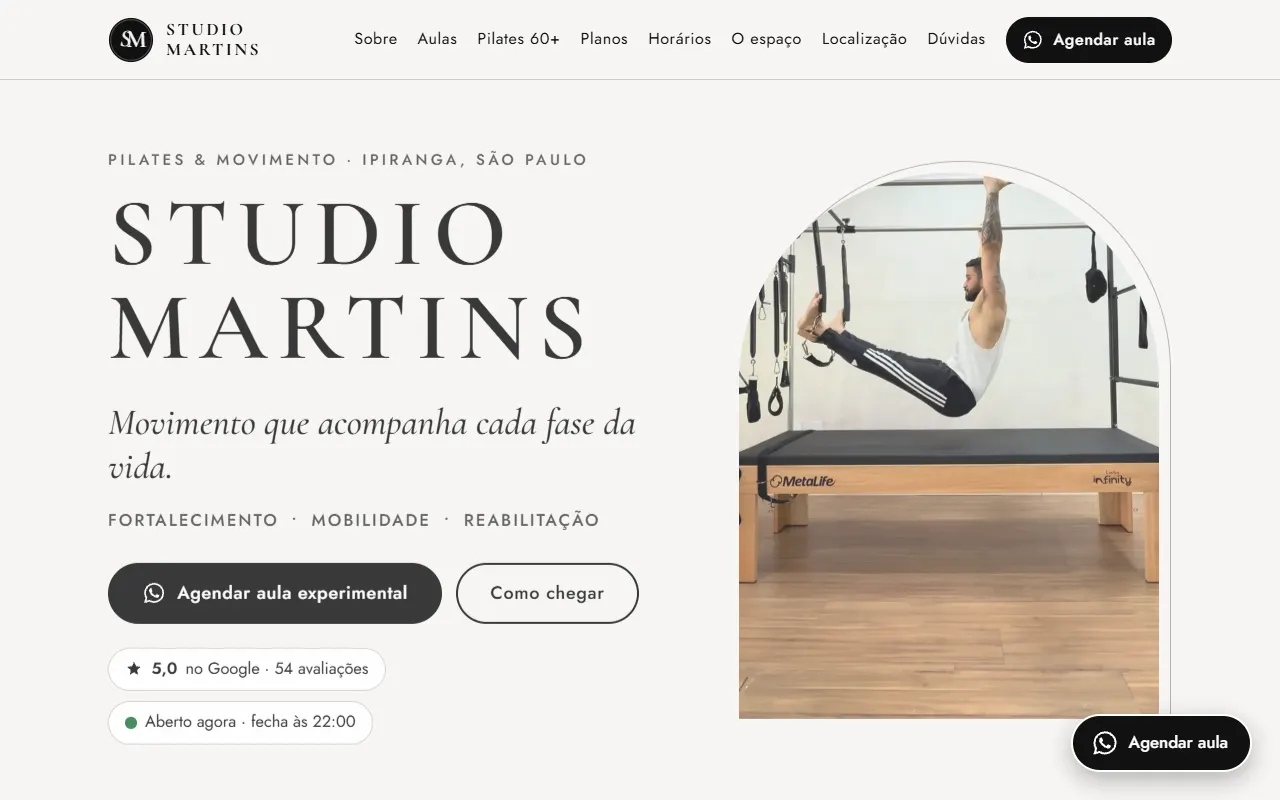 SM
STUDIO
MARTINS
Sobre
Aulas
Pilates 60+
Planos
Horários
O espaço
Localização
Dúvidas
Agendar aula
PILATES & MOVIMENTO · IPIRANGA, SÃO PAULO
STUDIO
MARTINS
Movimento que acompanha cada fase da
vida.
FORTALECIMENTO · MOBILIDADE · REABILITAÇÃO
Agendar aula experimental
Como chegar
5,0 no Google · 54 avaliações
Aberto agora · fecha às 22:00
MetaLife
Linha
infinity
Agendar aula